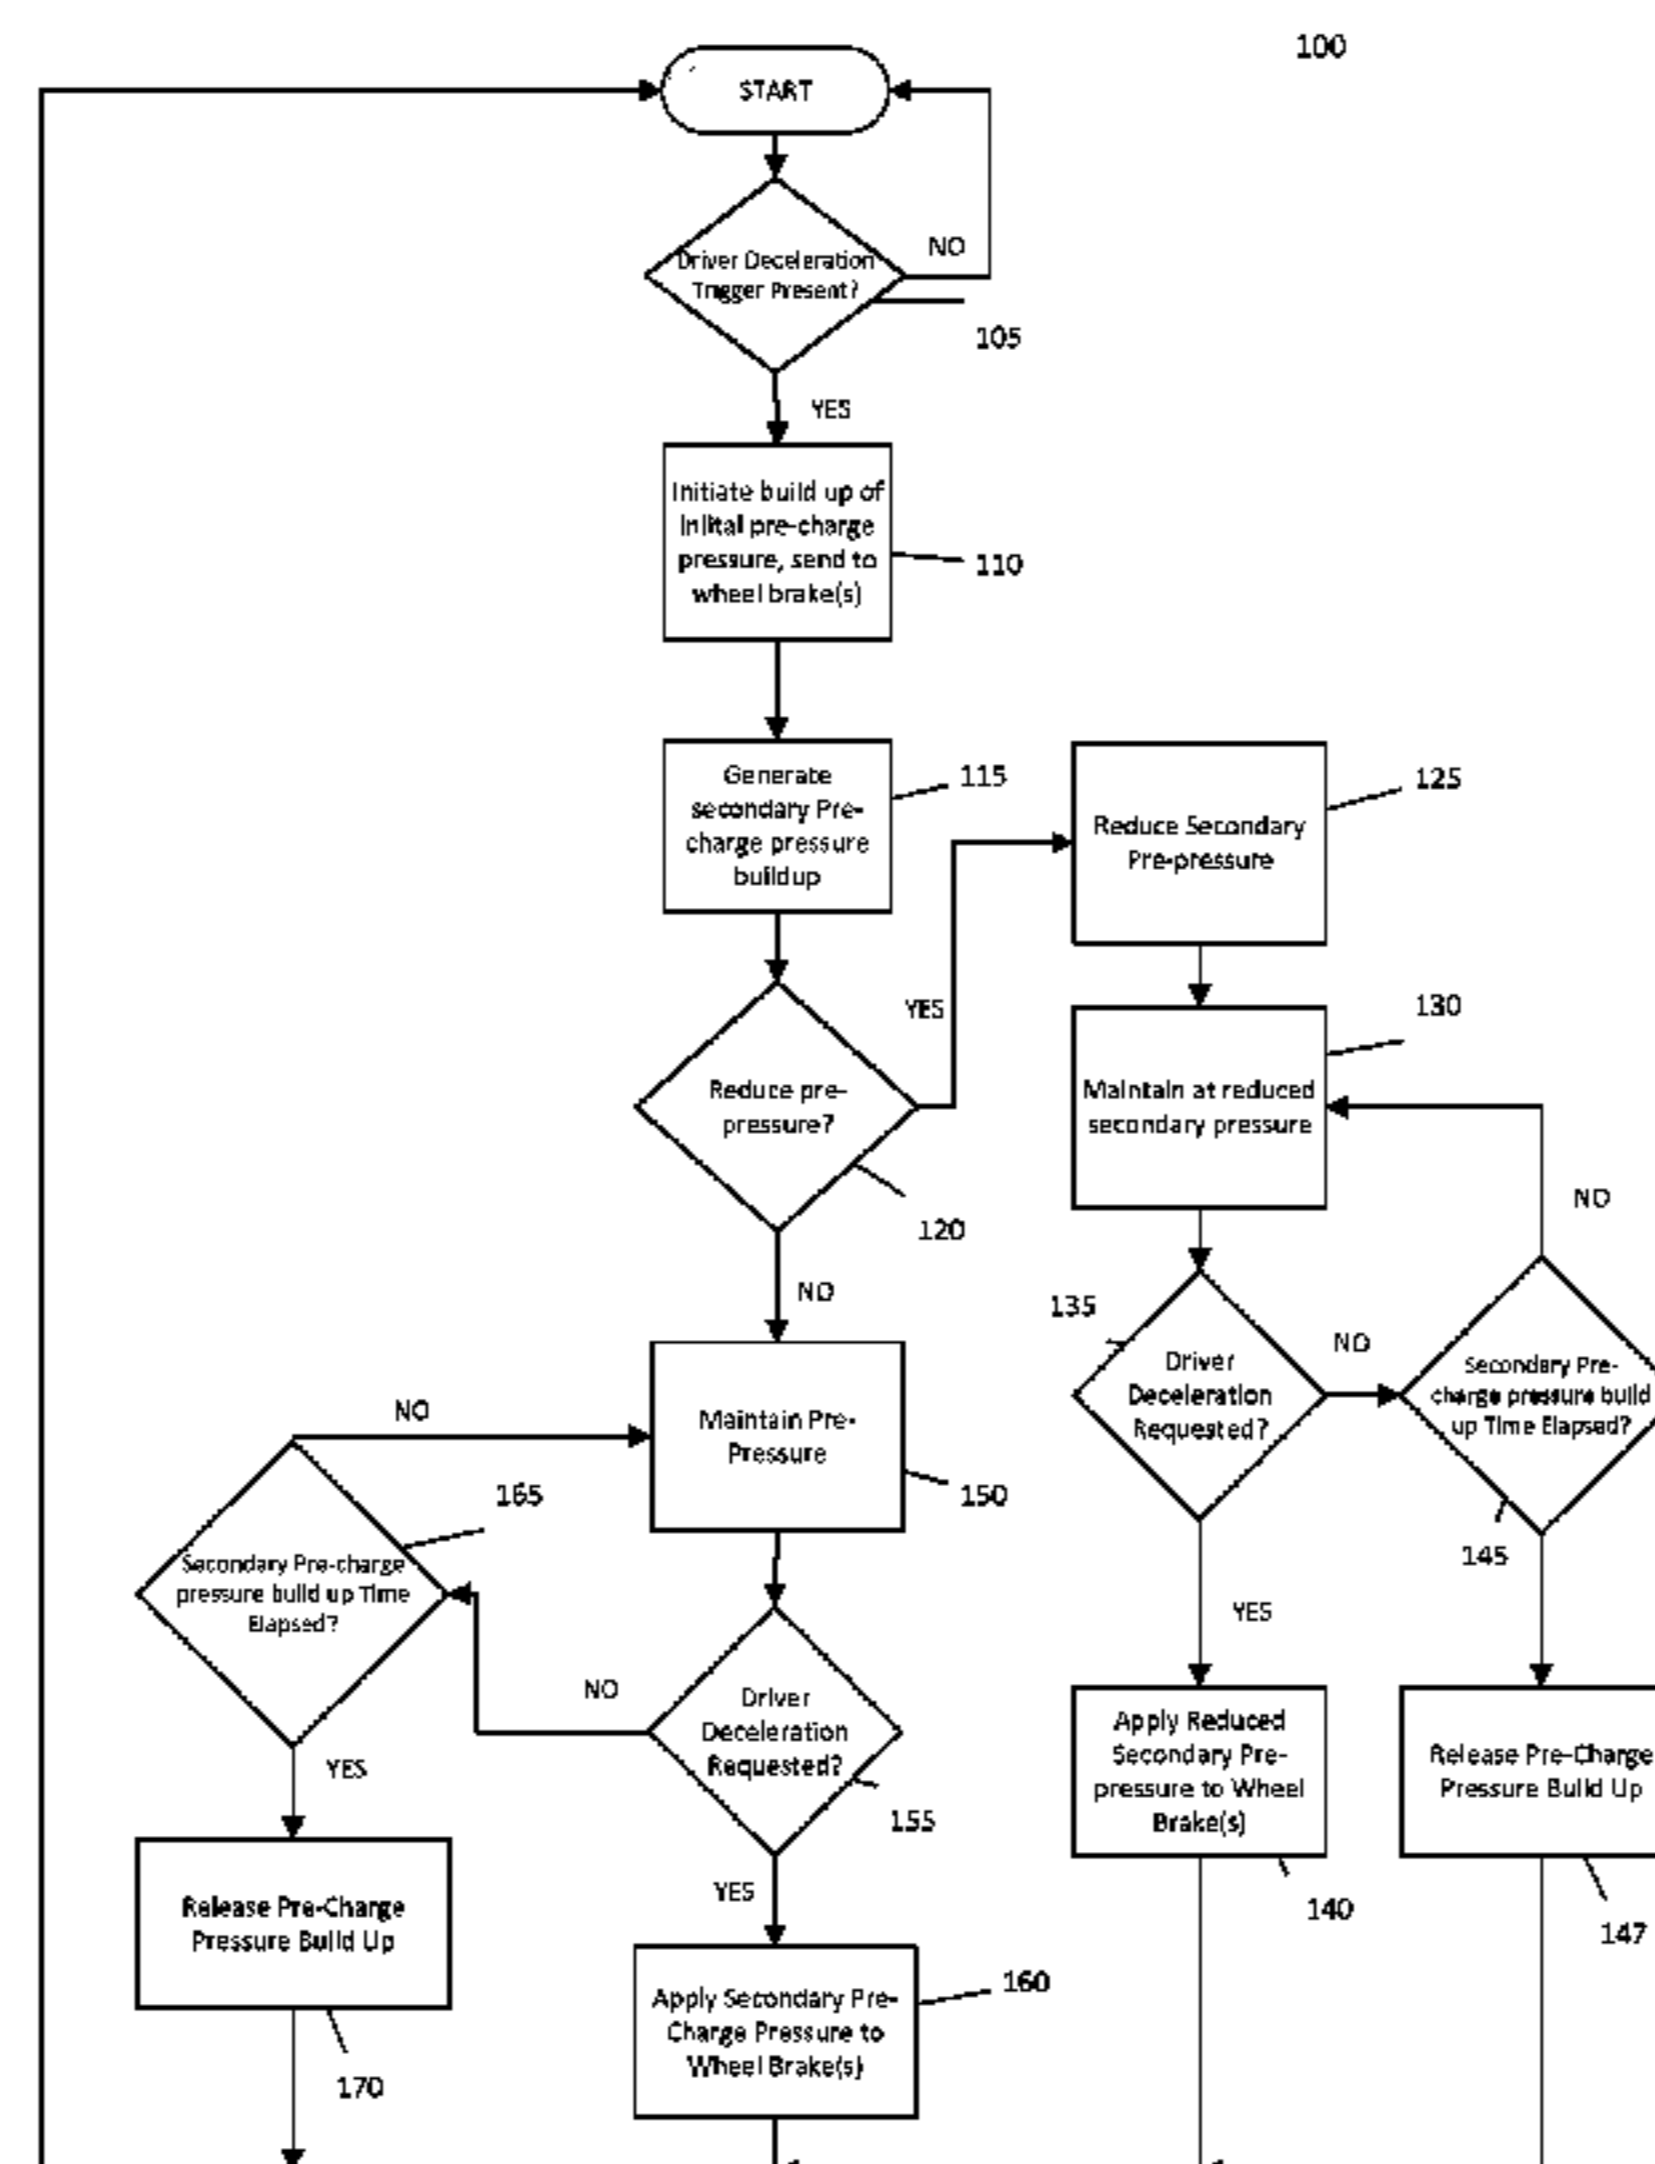 100
START
Driver Deceleration
Trigger Present?
NO
105
YES
Initiate build up of
Iniital pre-charge
pressure, send to
wheel brake(s)
110
Generate
secondary Pre-
charge pressure
buildup
115
Reduce Secondary
Pre-pressure
125
YES
Reduce pre-
pressure?
120
NO
130
Maintain at reduced
secondary pressure
NO
135
Driver
Deceleration
Requested?
NO
Secondary Pre-
charge pressure build
up Time Elapsed?
145
NO
Maintain Pre-
Pressure
150
165
Secondary Pre-charge
pressure build up Time
Elapsed?
NO
Driver
Deceleration
Requested?
155
YES
YES
YES
Apply Reduced
Secondary Pre-
pressure to Wheel
Brake(s)
140
Release Pre-Charge
Pressure Build Up
147
Release Pre-Charge
Pressure Build Up
170
Apply Secondary Pre-
Charge Pressure to
Wheel Brake(s)
160